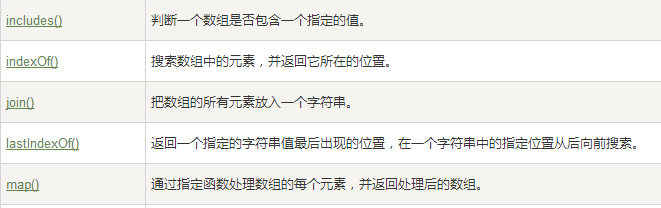 includes() 判断一个数组是否包含一个指定的值。
indexOf() 搜索数组中的元素，并返回它所在的位置。
join() 把数组的所有元素放入一个字符串。
lastIndexOf() 返回一个指定的字符串值最后出现的位置，在一个字符串中的指定位置从后向前搜索。
map() 通过指定函数处理数组的每个元素，并返回处理后的数组。